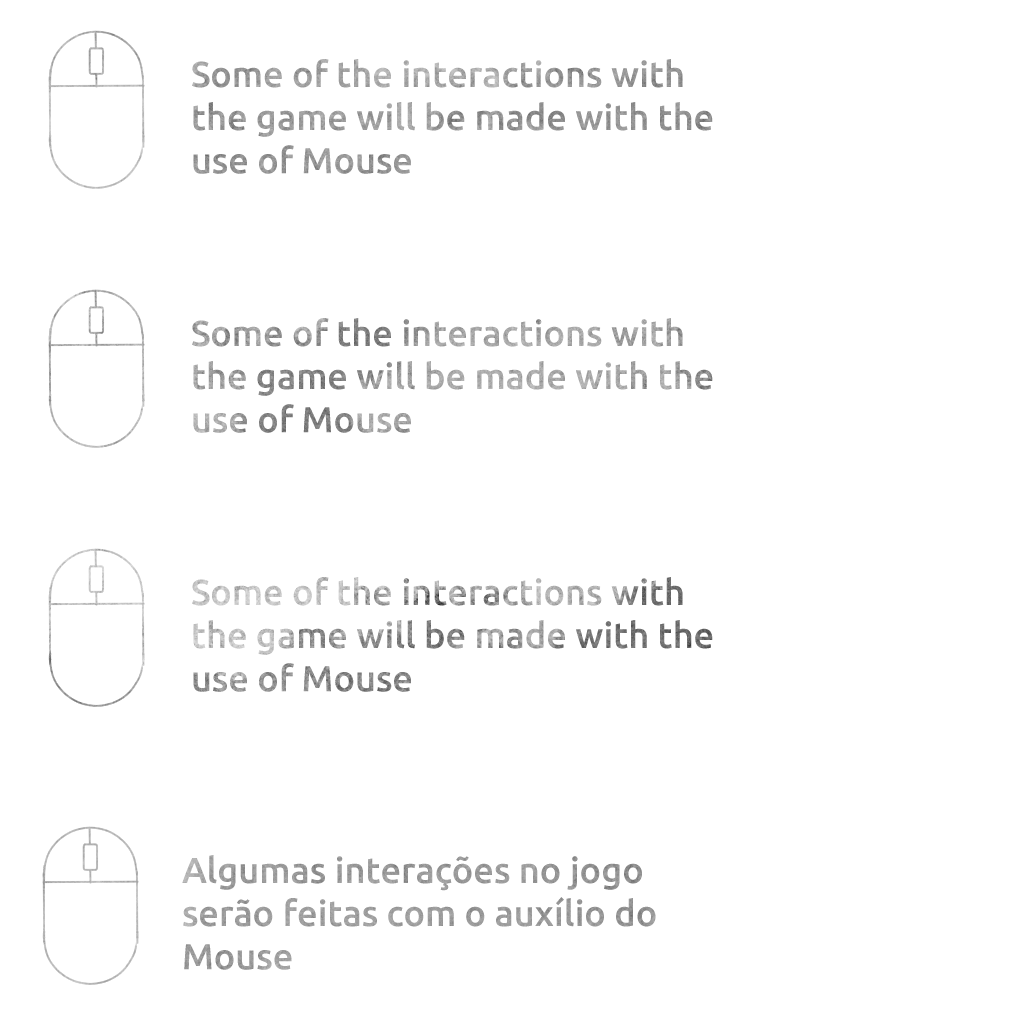 Some of the interactions with
the game will be made with the
use of Mouse
Some of the interactions with
the game will be made with the
use of Mouse
Some of the interactions with
the game will be made with the
use of Mouse
Algumas interações no jogo
serão feitas com o auxílio do
Mouse